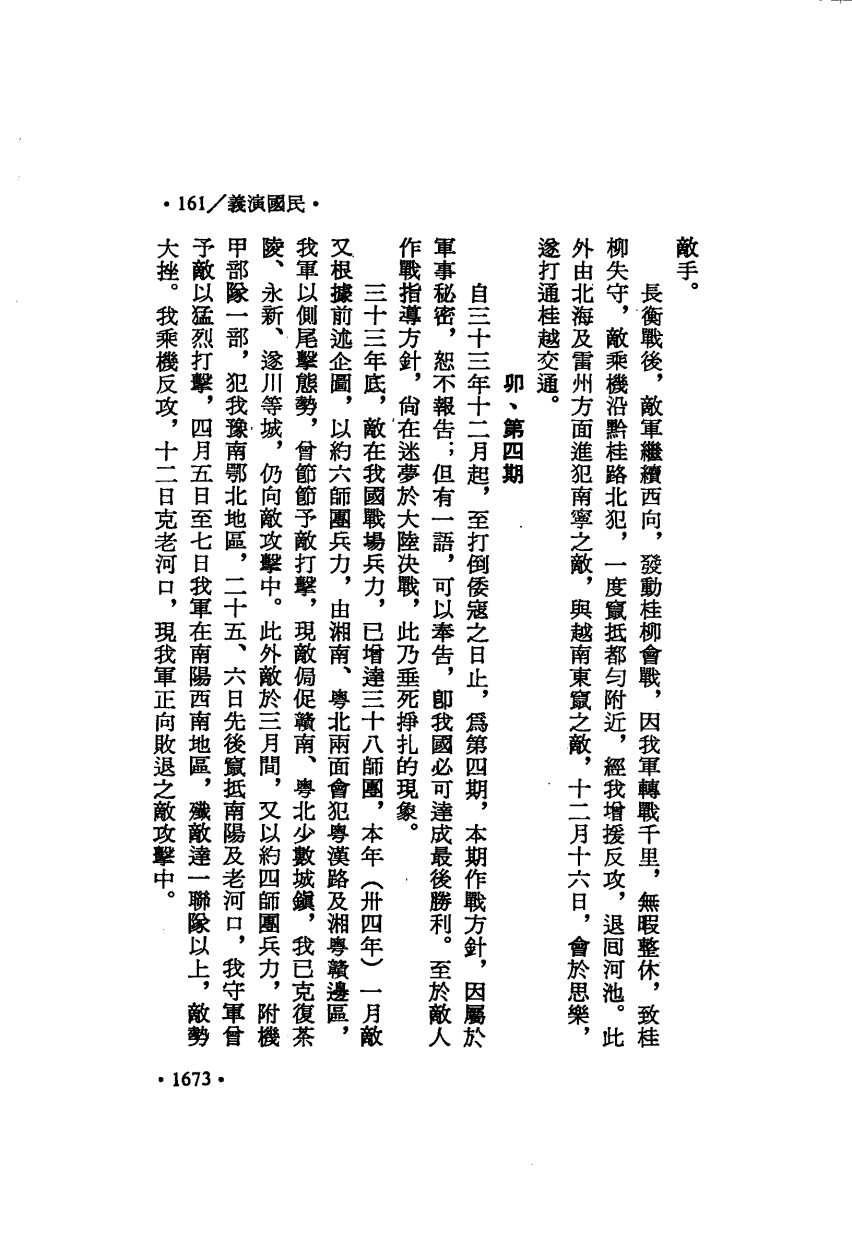 •161／義演國民•
敵手。
長衡戰後，敵軍繼續西向，發動桂柳會戰，因我軍轉戰千里，無暇整休，致桂
柳失守，敵乘機沿黔桂路北犯，一度竄抵都勻附近，經我增援反攻，退回河池。此
外由北海及雷州方面進犯南寧之敵，與越南東竄之敵，十二月十六日，會於思樂，
遂打通桂越交通。
卯、第四期
自三十三年十二月起，至打倒倭寇之日止，爲第四期，本期作戰方針，因屬於
軍事秘密，恕不報告；但有一語，可以奉告，卽我國必可達成最後勝利。至於敵人
作戰指導方針，尙在迷夢於大陸決戰，此乃垂死掙扎的現象。
三十三年底，敵在我國戰場兵力，已增達三十八師團，本年（卅四年）一月敵
又根據前述企圖，以約六師團兵力，由湘南、粤北兩面會犯粤漢路及湘粤贛邊區，
我軍以側尾擊態勢，曾節節予敵打擊，現敵侷促贛南、粤北少數城鎭，我已克復茶
陵、永新、遂川等城，仍向敵攻擊中。此外敵於三月間，又以約四師團兵力，附機
甲部隊一部，犯我豫南鄂北地區，二十五、六日先後竄抵南陽及老河口，我守軍曾
予敵以猛烈打擊，四月五日至七日我軍在南陽西南地區，殲敵達一聯隊以上，敵勢
大挫。我乘機反攻，十二日克老河口，現我軍正向敗退之敵攻擊中。
•1673•